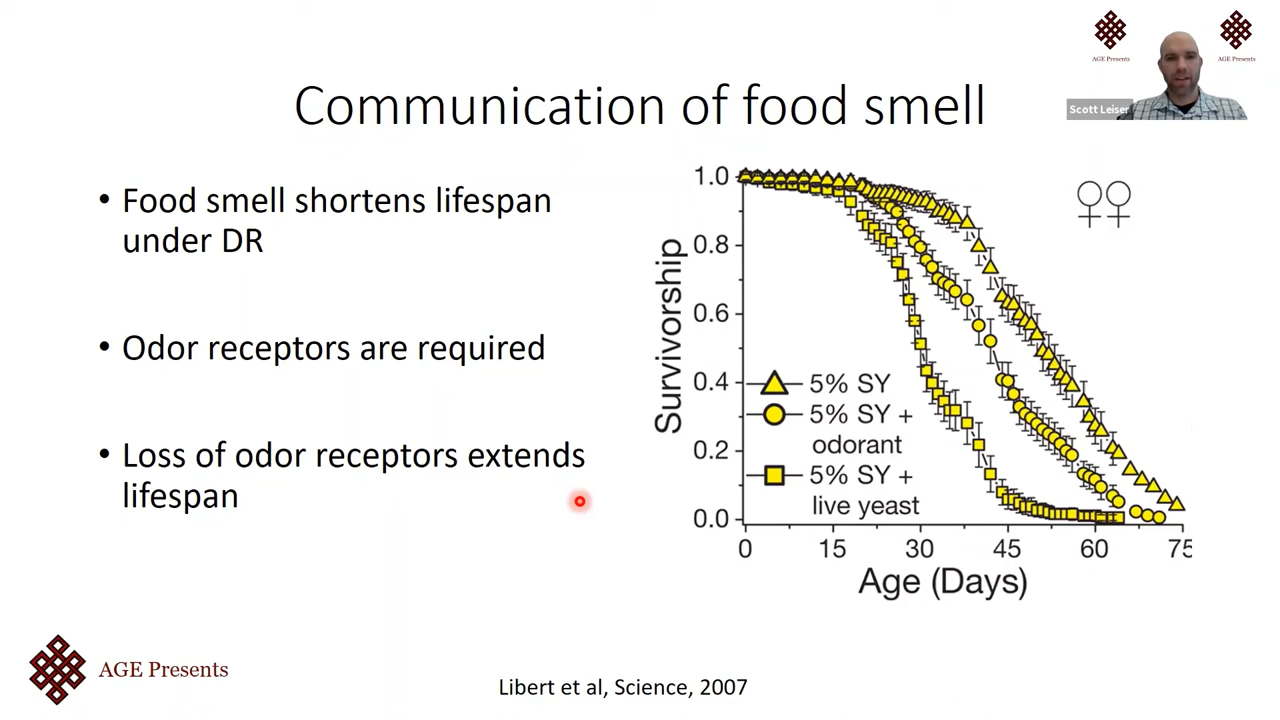 AGE Presents
AGE Presents
Scott Leiser
Communication of food smell
• Food smell shortens lifespan
under DR
• Odor receptors are required
• Loss of odor receptors extends
lifespan
Survivorship
1.0
0.8
0.6
0.4
0.2
0.0
5% SY
5% SY +
odorant
5% SY +
live yeast
0 15 30 45 60 75
Age (Days)
AGE Presents
Libert et al, Science, 2007